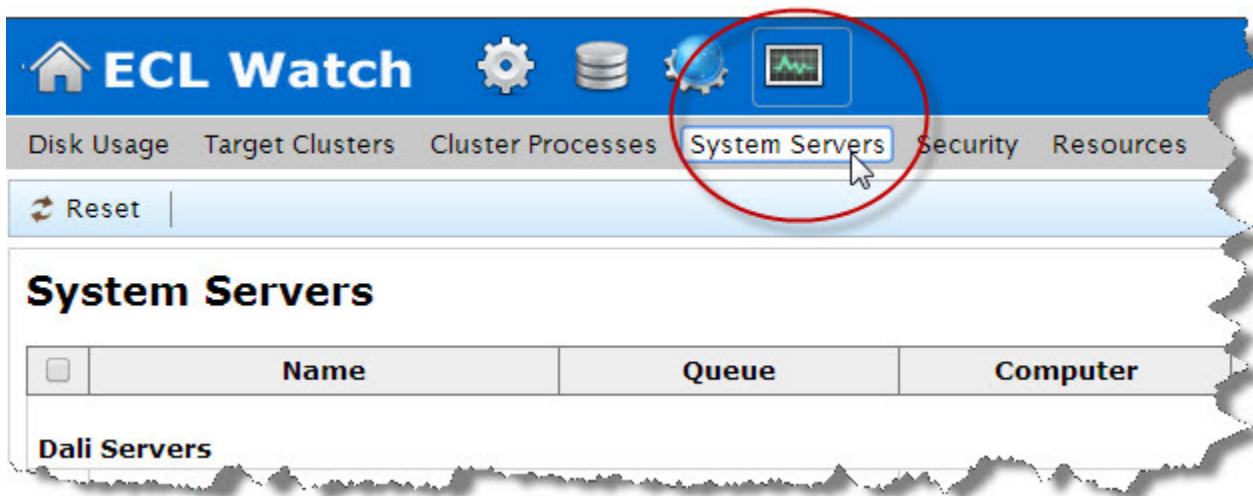 ECL Watch
Disk Usage Target Clusters Cluster Processes System Servers Security Resources
Reset
System Servers
Name Queue Computer
Dali Servers